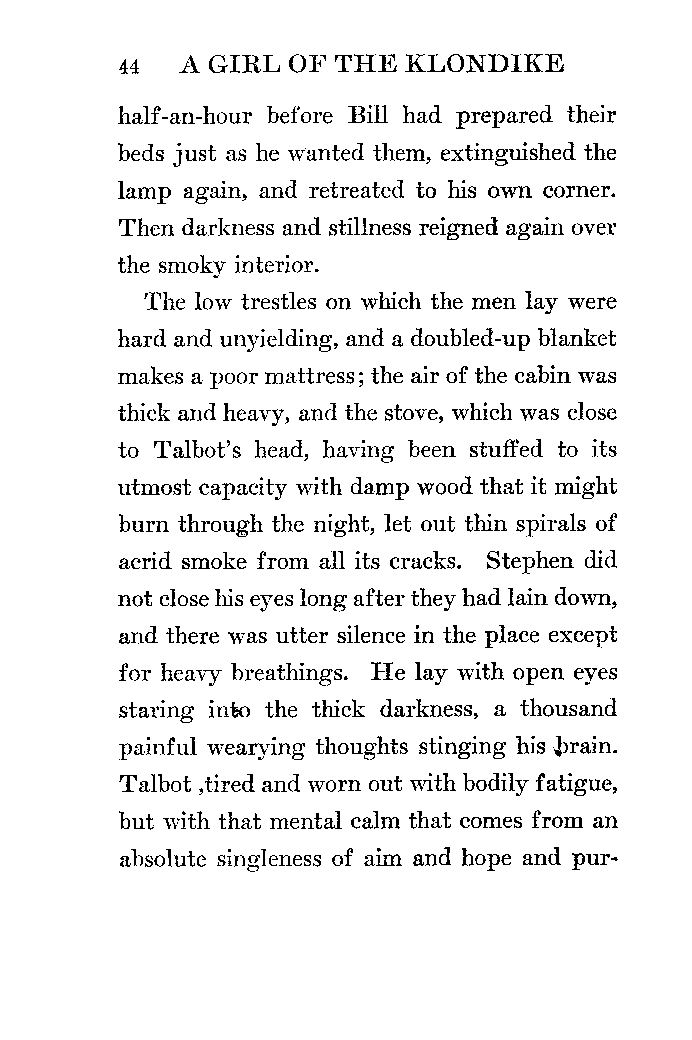 44 A GIRL OF THE KLONDIKE
half-an-hour before Bill had prepared their
beds just as he wanted them, extinguished the
lamp again, and retreated to his own corner.
Then darkness and stillness reigned again over
the smoky interior.
The low trestles on which the men lay were
hard and unyielding, and a doubled-up blanket
makes a poor mattress; the air of the cabin was
thick and heavy, and the stove, which was close
to Talbot's head, having been stuffed to its
utmost capacity with damp wood that it might
burn through the night, let out thin spirals of
acrid smoke from all its cracks. Stephen did
not close his eyes long after they had lain down,
and there was utter silence in the place except
for heavy breathings. He lay with open eyes
staring into the thick darkness, a thousand
painful wearying thoughts stinging his brain.
Talbot ,tired and worn out with bodily fatigue,
but with that mental calm that comes from an
absolute singleness of aim and hope and pur-